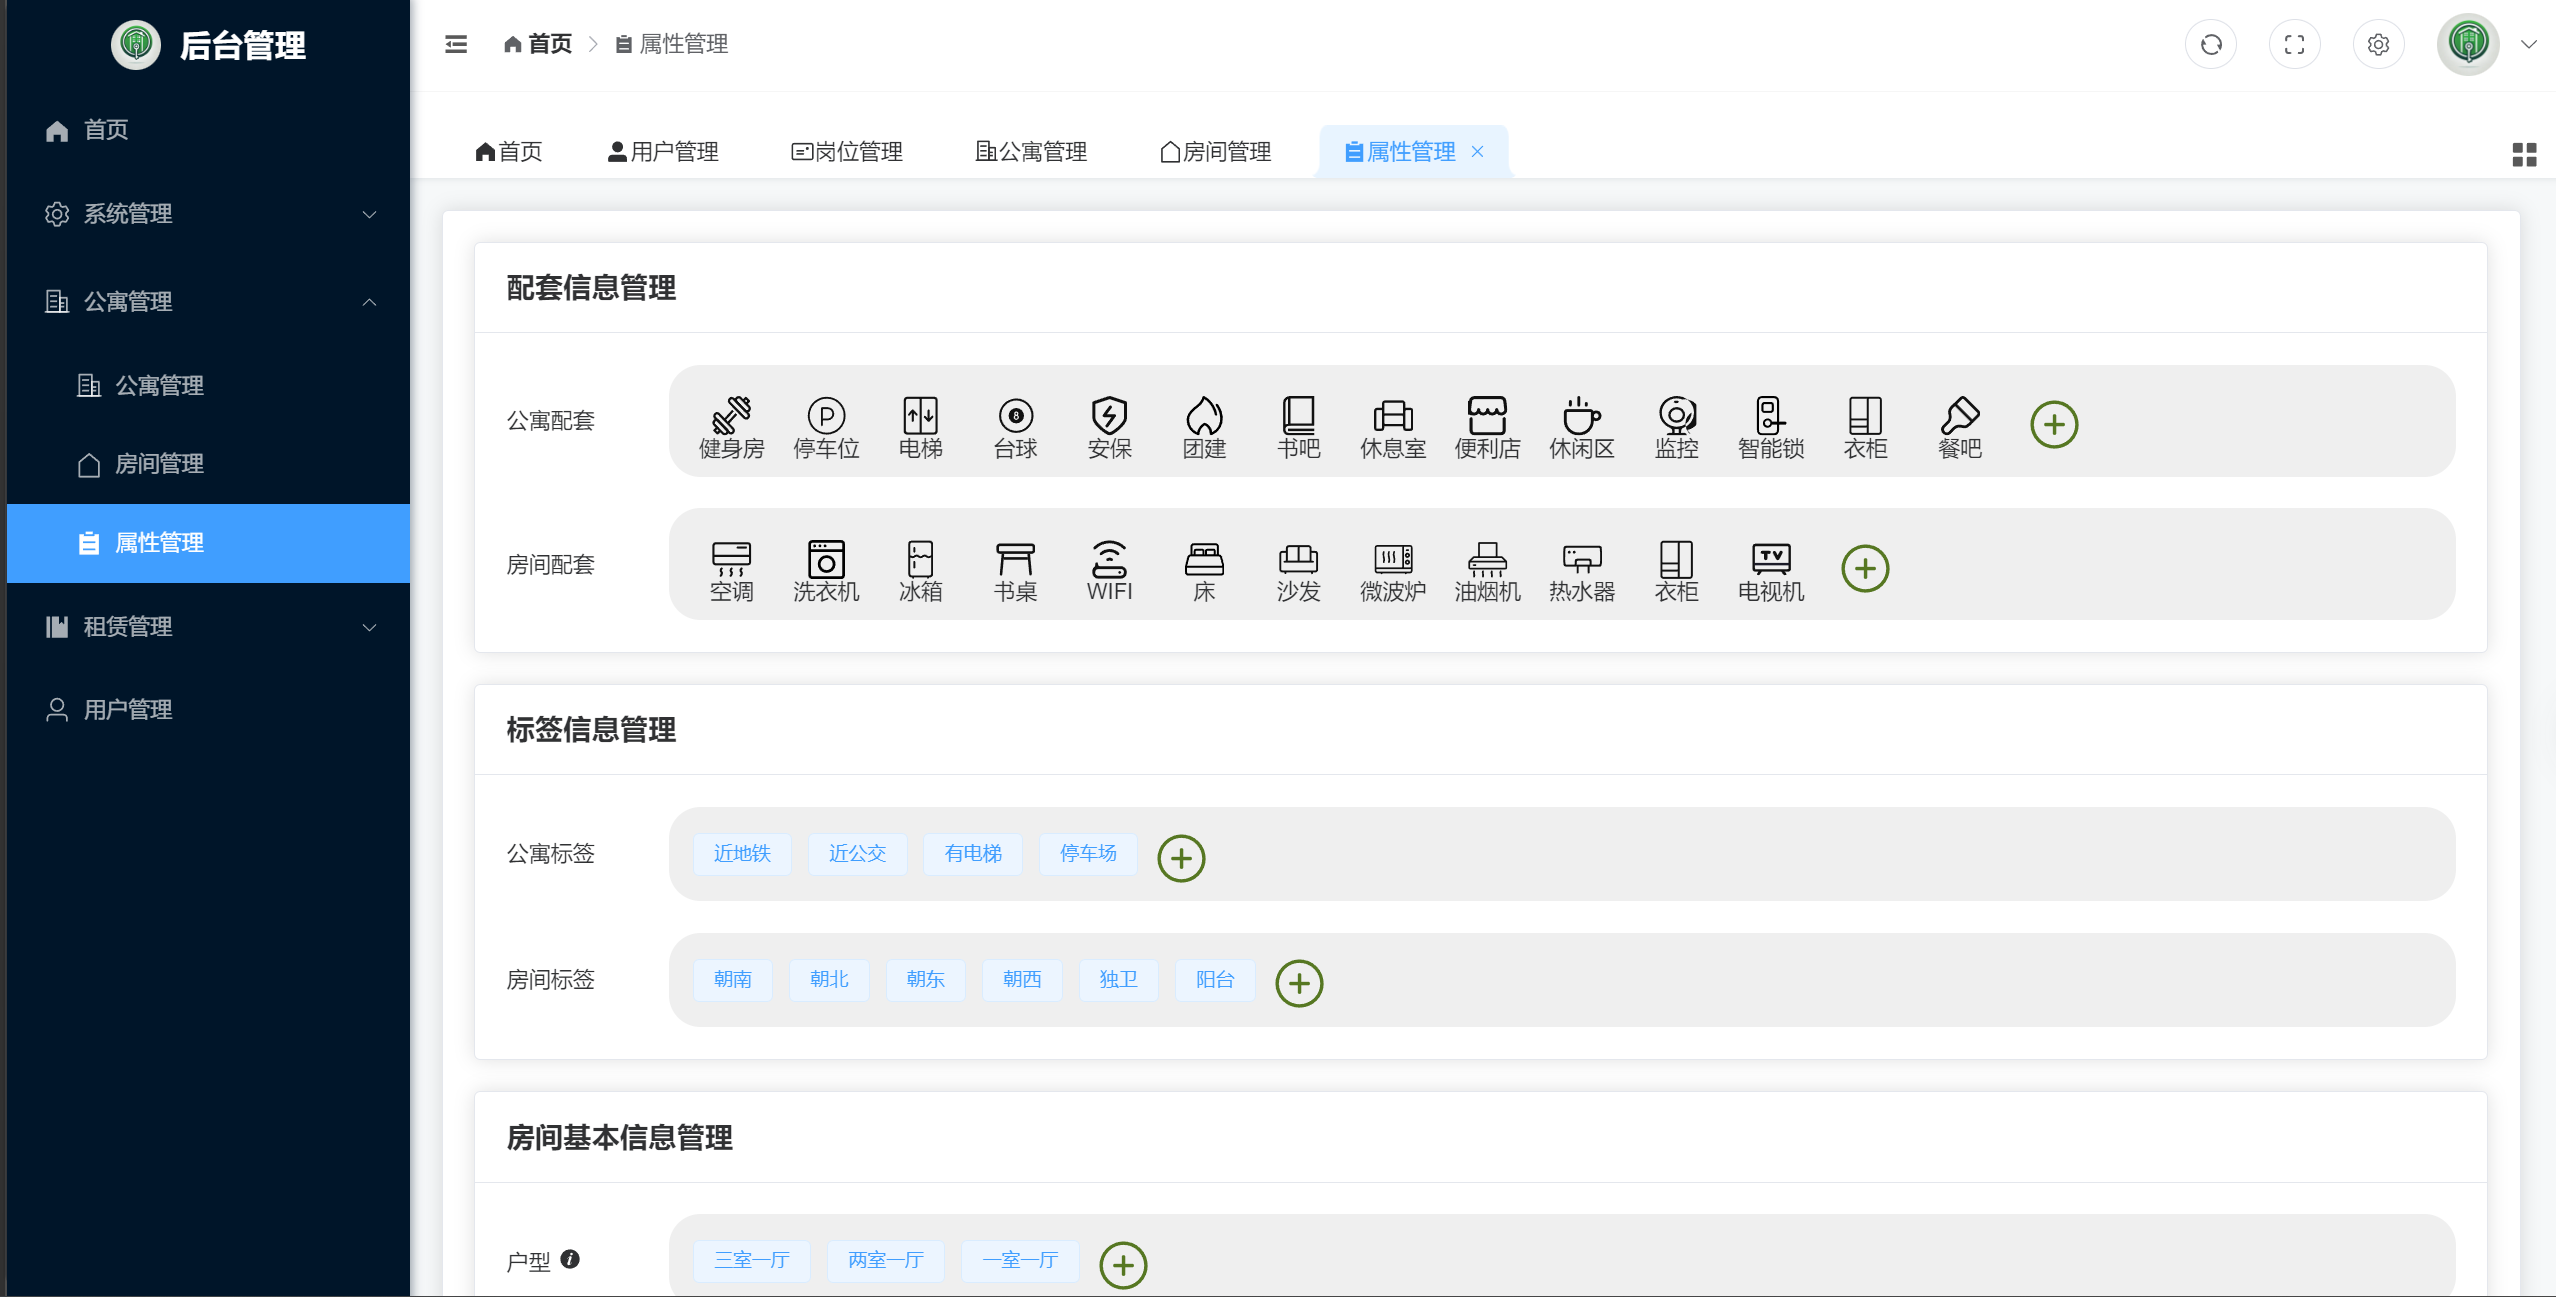 后台管理
首页
系统管理
公寓管理
公寓管理
房间管理
属性管理
租赁管理
用户管理
首页 属性管理
首页 用户管理 岗位管理 公寓管理 房间管理 属性管理
配套信息管理
公寓配套
健身房 停车位 电梯 台球 安保 团建 书吧 休息室 便利店 休闲区 监控 智能锁 衣柜 餐吧
房间配套
空调 洗衣机 冰箱 书桌 WIFI 床 沙发 微波炉 油烟机 热水器 衣柜 电视机
标签信息管理
公寓标签 近地铁 近公交 有电梯 停车场
房间标签 朝南 朝北 朝东 朝西 独卫 阳台
房间基本信息管理
户型 三室一厅 两室一厅 一室一厅